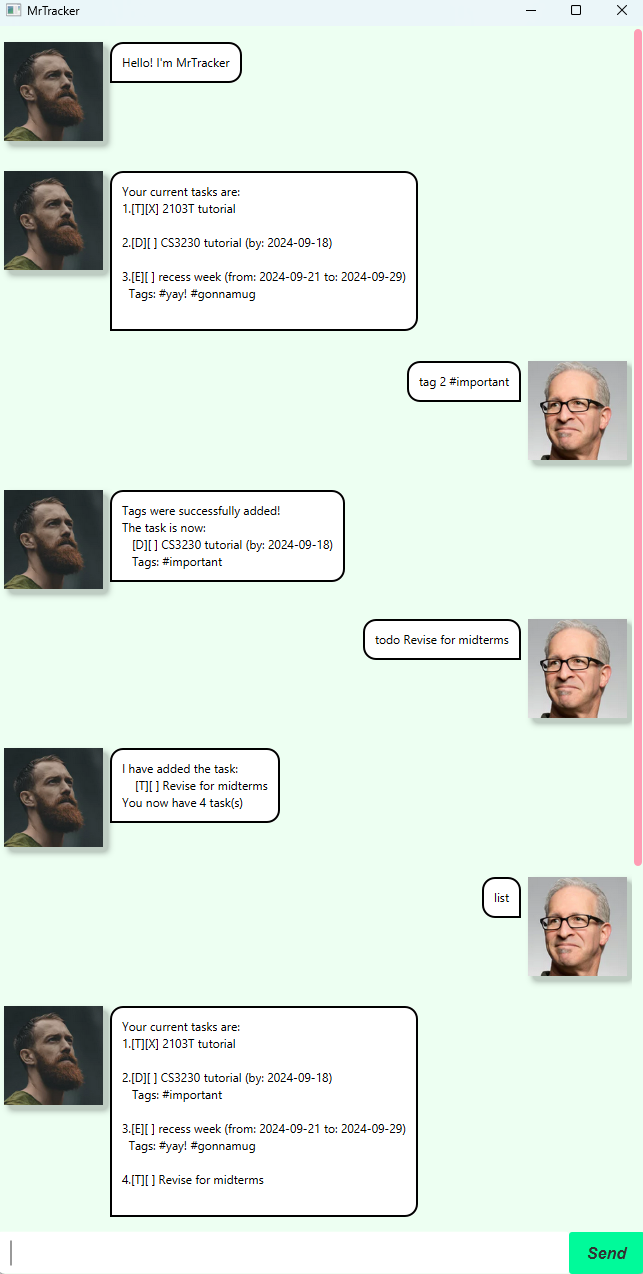 MrTracker
Hello! I'm MrTracker
Your current tasks are:
1.[T][X] 2103T tutorial
2.[D][ ] CS3230 tutorial (by: 2024-09-18)
3.[E][ ] recess week (from: 2024-09-21 to: 2024-09-29)
Tags: #yay! #gonnamug
tag 2 #important
Tags were successfully added!
The task is now:
[D][ ] CS3230 tutorial (by: 2024-09-18)
Tags: #important
todo Revise for midterms
I have added the task:
[T][ ] Revise for midterms
You now have 4 task(s)
list
Your current tasks are:
1.[T][X] 2103T tutorial
2.[D][ ] CS3230 tutorial (by: 2024-09-18)
Tags: #important
3.[E][ ] recess week (from: 2024-09-21 to: 2024-09-29)
Tags: #yay! #gonnamug
4.[T][ ] Revise for midterms
Send